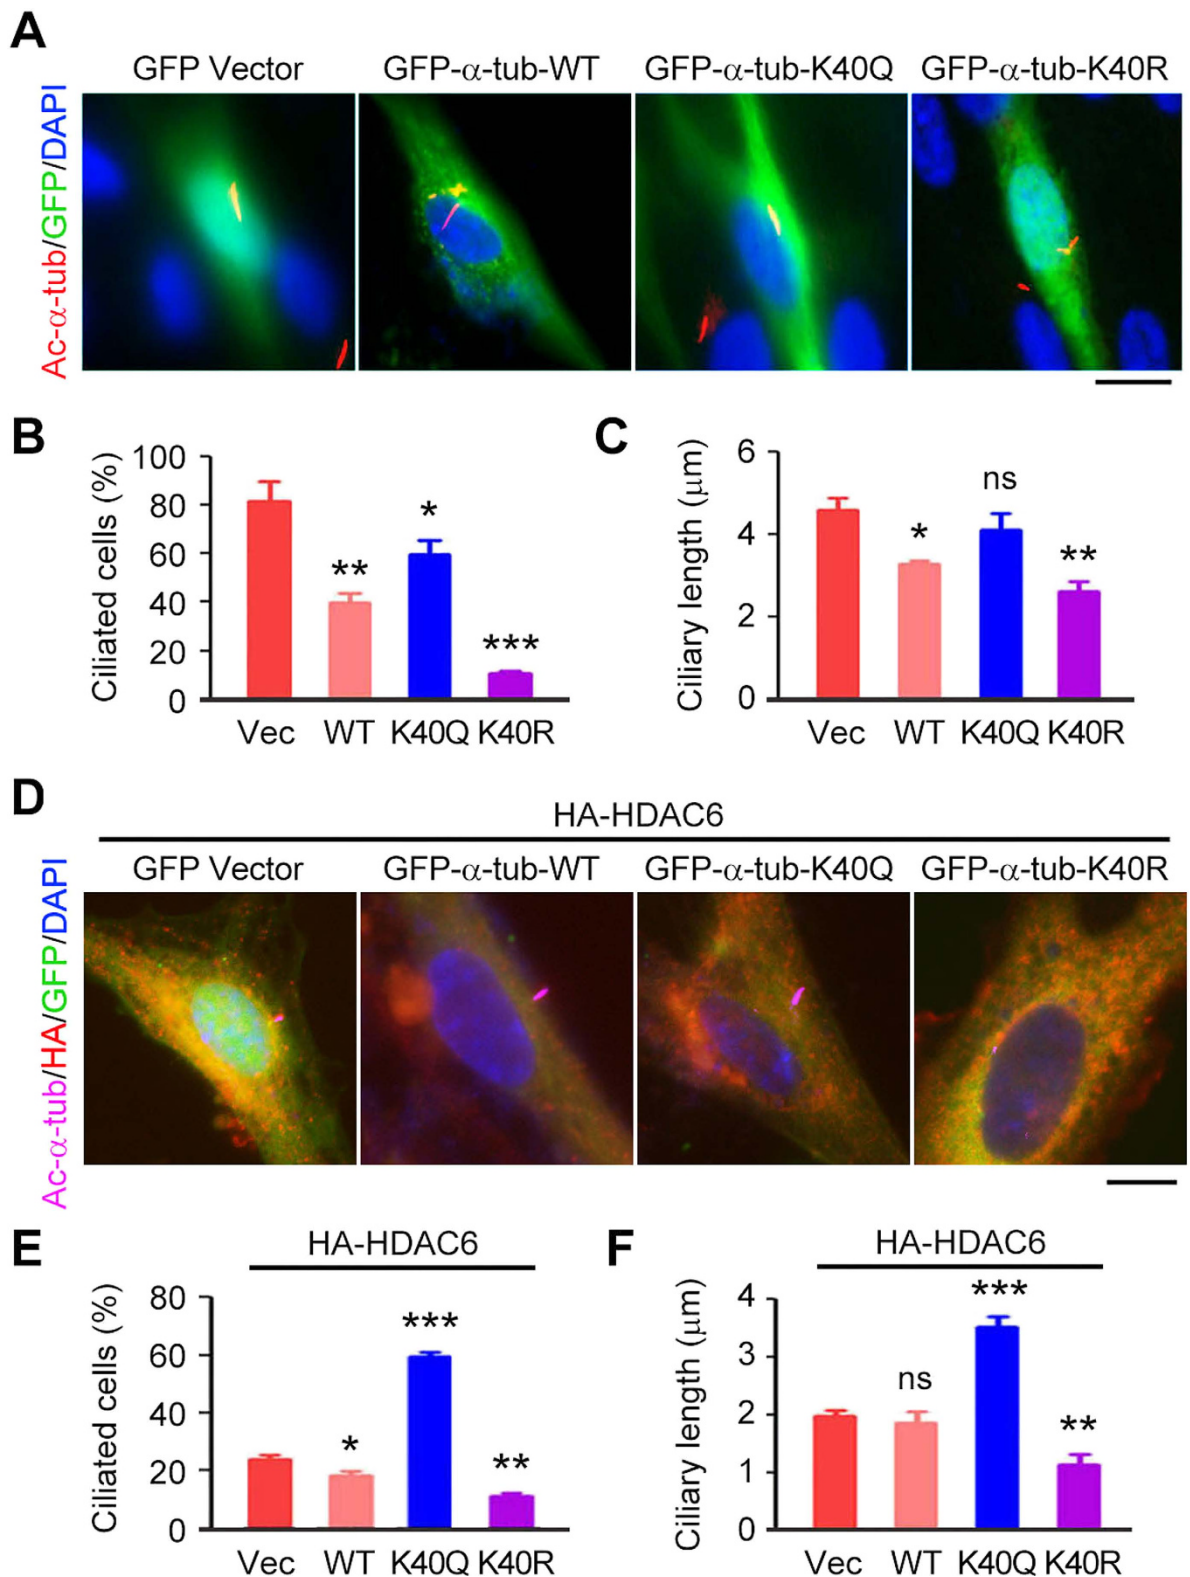 A
GFP Vector GFP-α-tub-WT GFP-α-tub-K40Q GFP-α-tub-K40R
Ac-α-tub/GFP/DAPI
B
Ciliated cells (%)
100
80
60
40
20
0
** * ***
Vec WT K40Q K40R
C
Ciliary length (μm)
6
4
2
0
* ns **
Vec WT K40Q K40R
D
HA-HDAC6
GFP Vector GFP-α-tub-WT GFP-α-tub-K40Q GFP-α-tub-K40R
Ac-α-tub/HA/GFP/DAPI
E
HA-HDAC6
Ciliated cells (%)
80
60
40
20
0
* *** **
Vec WT K40Q K40R
F
HA-HDAC6
Ciliary length (μm)
4
3
2
1
0
ns *** **
Vec WT K40Q K40R